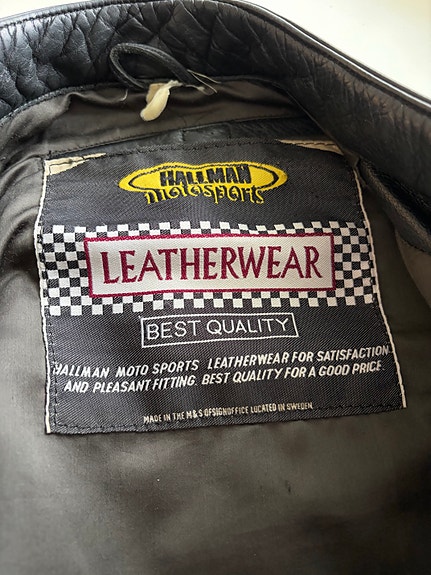 HALLMAN
motosports
LEATHERWEAR
BEST QUALITY
HALLMAN MOTO SPORTS LEATHERWEAR FOR SATISFACTION
AND PLEASANT FITTING. BEST QUALITY FOR A GOOD PRICE.
MADE IN THE M&S OFSIGNOFFICE LOCATED IN SWEDEN